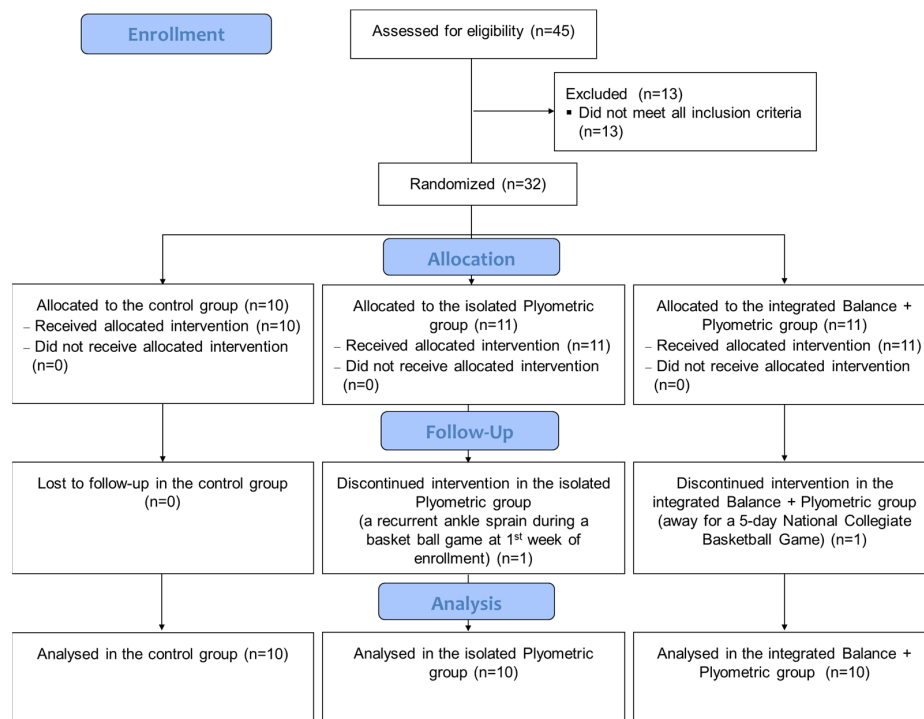 Enrollment
Assessed for eligibility (n=45)
Excluded (n=13)
▪ Did not meet all inclusion criteria
(n=13)
Randomized (n=32)
Allocation
Allocated to the control group (n=10)
– Received allocated intervention (n=10)
– Did not receive allocated intervention
(n=0)
Allocated to the isolated Plyometric
group (n=11)
– Received allocated intervention (n=11)
– Did not receive allocated intervention
(n=0)
Allocated to the integrated Balance +
Plyometric group (n=11)
– Received allocated intervention (n=11)
– Did not receive allocated intervention
(n=0)
Follow-Up
Lost to follow-up in the control group
(n=0)
Discontinued intervention in the isolated
Plyometric group
(a recurrent ankle sprain during a
basket ball game at 1st week of
enrollment) (n=1)
Discontinued intervention in the
integrated Balance + Plyometric group
(away for a 5-day National Collegiate
Basketball Game) (n=1)
Analysis
Analysed in the control group (n=10)
Analysed in the isolated Plyometric
group (n=10)
Analysed in the integrated Balance +
Plyometric group (n=10)